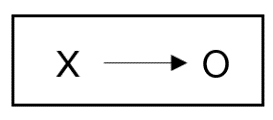 X → O